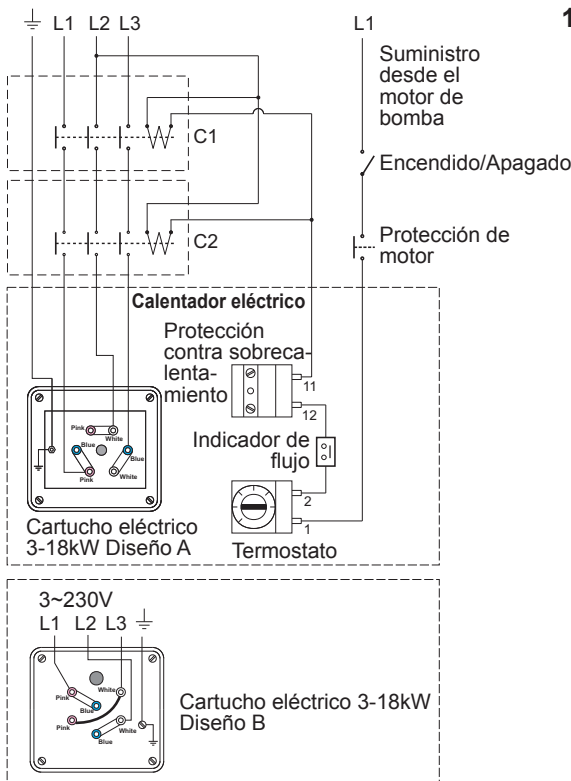 L1 L2 L3
L1
1
Suministro
desde el
motor de
bomba
C1
Encendido/Apagado
C2
Protección de
motor
Calentador eléctrico
Protección
contra sobreca-
lenta-
miento
11
12
Indicador de
flujo
2
1
Termostato
Pink
White
Blue
Blue
Pink
White
Cartucho eléctrico
3-18kW Diseño A
3~230V
L1 L2 L3
Pink
White
Blue
Pink
White
Blue
Cartucho eléctrico 3-18kW
Diseño B